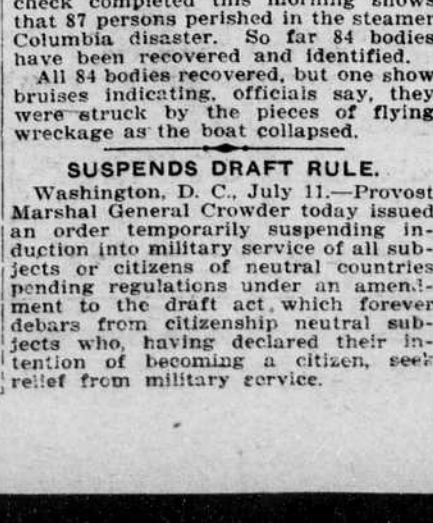 check completed this morning shows
that 87 persons perished in the steamer
Columbia disaster. So far 84 bodies
have been recovered and identified.
All 84 bodies recovered, but one show
bruises indicating, officials say, they
were struck by the pieces of flying
wreckage as the boat collapsed.
SUSPENDS DRAFT RULE.
Washington, D. C., July 11.—Provost
Marshal General Crowder today issued
an order temporarily suspending in-
duction into military service of all sub-
jects or citizens of neutral countries
pending regulations under an amend-
ment to the draft act which forever
debars from citizenship neutral sub-
jects who, having declared their in-
tention of becoming a citizen, seek
relief from military service.